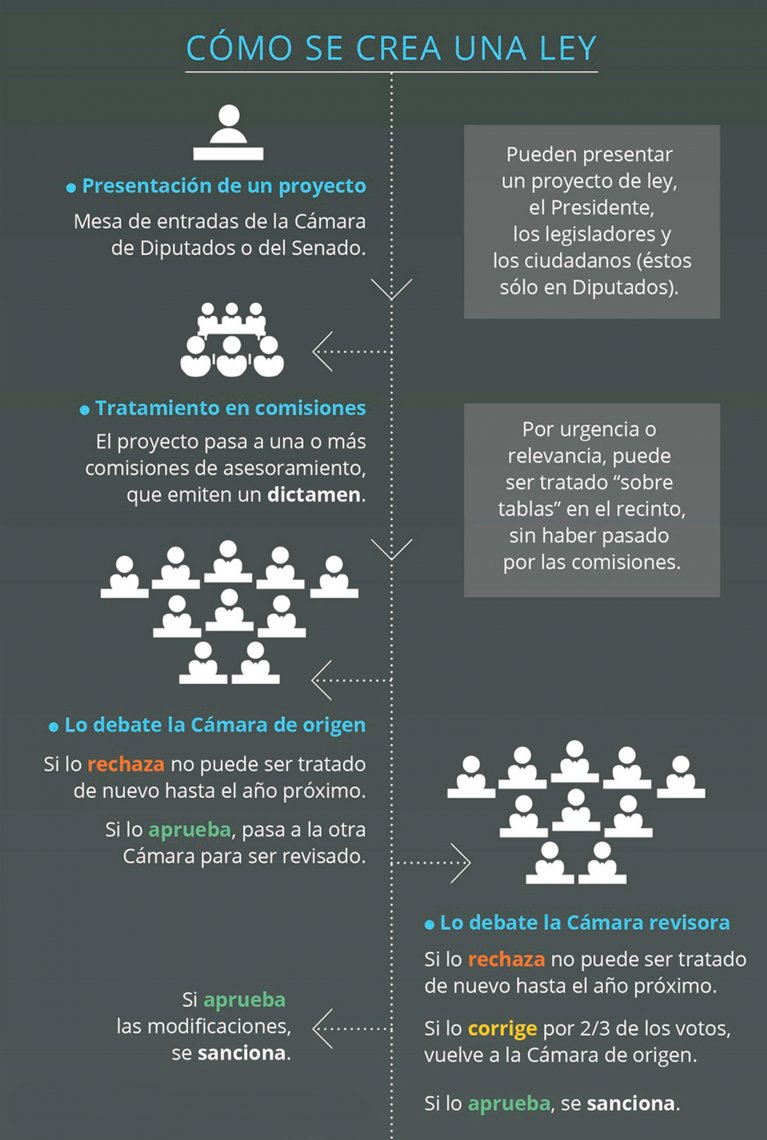 CÓMO SE CREA UNA LEY
• Presentación de un proyecto
Mesa de entradas de la Cámara
de Diputados o del Senado.
Pueden presentar
un proyecto de ley,
el Presidente,
los legisladores y
los ciudadanos (éstos
sólo en Diputados).
• Tratamiento en comisiones
El proyecto pasa a una o más
comisiones de asesoramiento,
que emiten un dictamen.
Por urgencia o
relevancia, puede
ser tratado “sobre
tablas” en el recinto,
sin haber pasado
por las comisiones.
• Lo debate la Cámara de origen
Si lo rechaza no puede ser tratado
de nuevo hasta el año próximo.
Si lo aprueba, pasa a la otra
Cámara para ser revisado.
• Lo debate la Cámara revisora
Si lo rechaza no puede ser tratado
de nuevo hasta el año próximo.
Si lo corrige por 2/3 de los votos,
vuelve a la Cámara de origen.
Si aprueba
las modificaciones,
se sanciona.
Si lo aprueba, se sanciona.